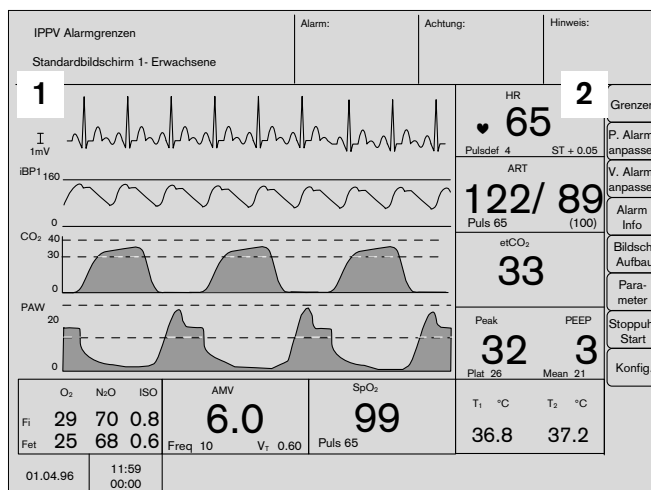 IPPV Alarmgrenzen
Standardbildschirm 1- Erwachsene
Alarm:
Achtung:
Hinweis:
1
I
1mV
iBP1 160
0
CO₂ 40
30
0
PAW
20
0
2
HR
65
Pulsdef 4 ST + 0.05
ART
122/ 89
Puls 65 (100)
etCO₂
33
Peak PEEP
32 3
Plat 26 Mean 21
Grenzen
P. Alarm
anpasse
V. Alarm
anpasse
Alarm
Info
Bildsch
Aufbau
Para-
meter
Stoppuh
Start
Konfig.
O₂ N₂O ISO
Fi 29 70 0.8
Fet 25 68 0.6
AMV
6.0
Freq 10 VT 0.60
SpO₂
99
Puls 65
T₁ °C T₂ °C
36.8 37.2
01.04.96
11:59
00:00